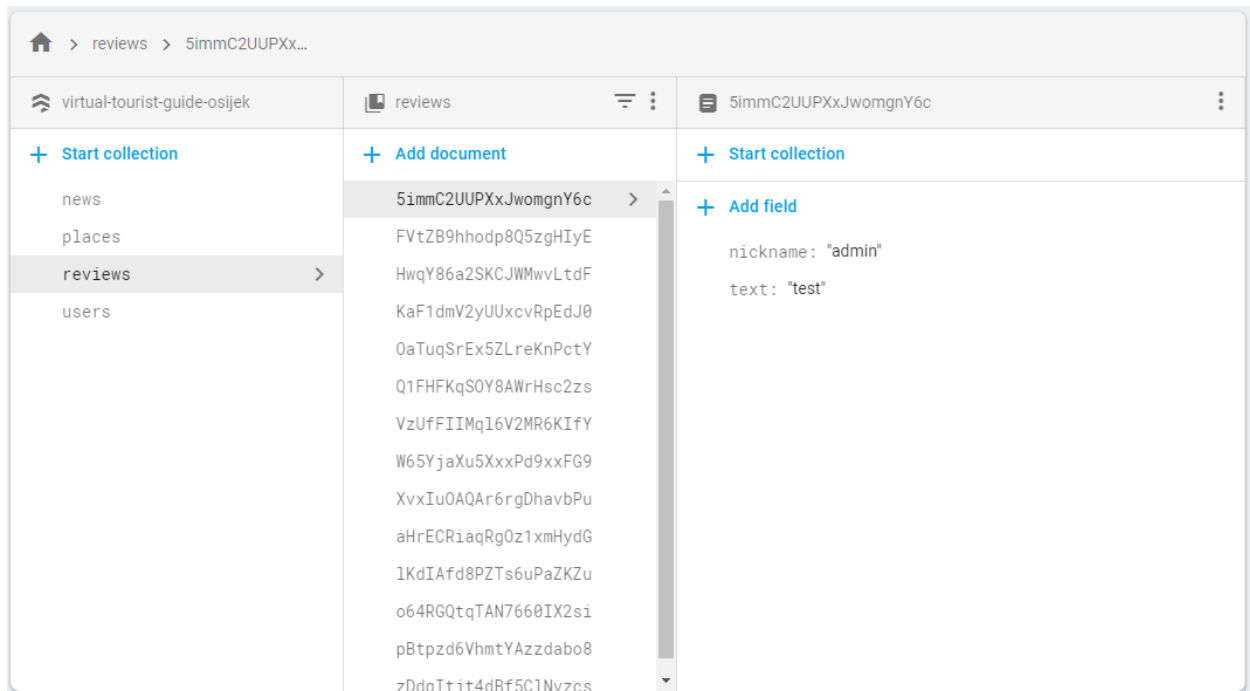 reviews > 5immC2UUPXx...
virtual-tourist-guide-osijek
Start collection
news
places
reviews
users
reviews
Add document
5immC2UUPXxJwomgnY6c
FVtZB9hhodp8Q5zgHIyE
HwqY86a2SKCJWMwvLtdF
KaF1dmV2yUUxcvRpEdJ0
OaTuqSrEx5ZLreKnPctY
Q1FHFKqSOY8AWrHsc2zs
VzUfFIIMql6V2MR6KIfY
W65YjaXu5XxxPd9xxFG9
XvxIuOAQAr6rgDhavbPu
aHrECRiaqRgOz1xmHydG
lKdIAfd8PZTs6uPaZKZu
o64RGQtqTAN7660IX2si
pBtpzd6VhmtYAzzdabo8
5immC2UUPXxJwomgnY6c
Start collection
Add field
nickname: "admin"
text: "test"